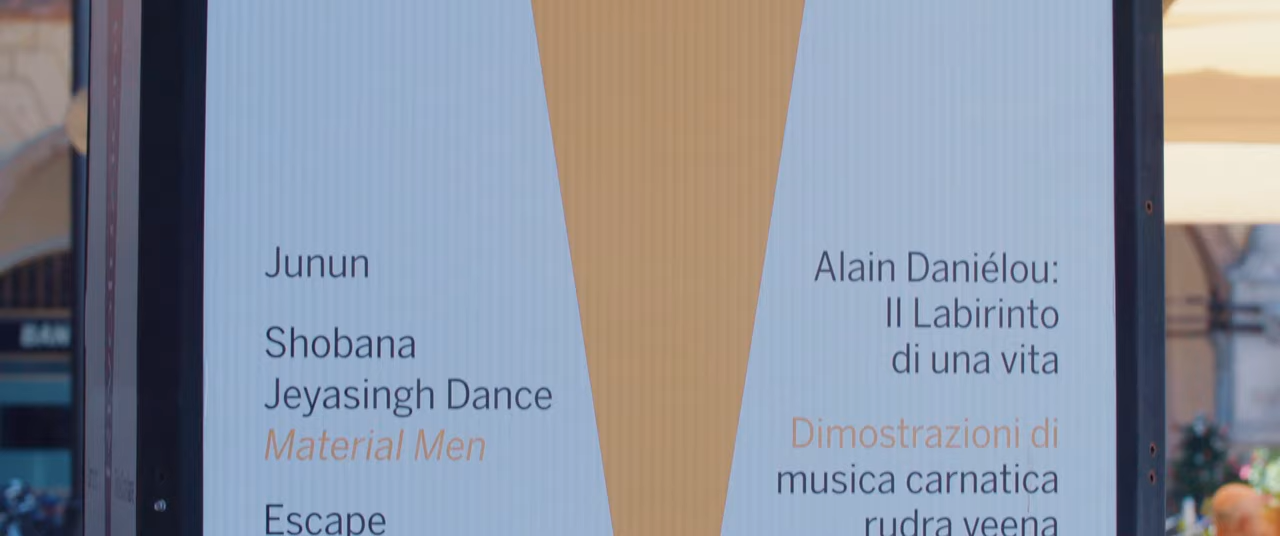 Junun
Shobana
Jeyasingh Dance
Material Men
Escape
Alain Daniélou:
Il Labirinto
di una vita
Dimostrazioni di
musica carnatica
rudra veena